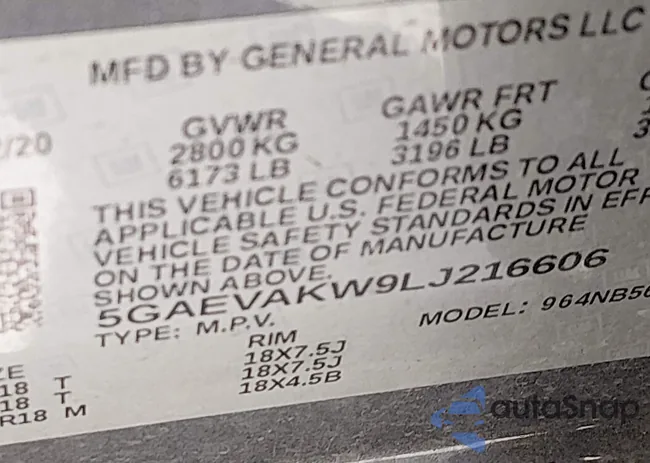 MFD BY GENERAL MOTORS LLC
/20 GVWR GAWR FRT
2800 KG 1450 KG
6173 LB 3196 LB
THIS VEHICLE CONFORMS TO ALL
APPLICABLE U.S. FEDERAL MOTOR
VEHICLE SAFETY STANDARDS IN EFF
ON THE DATE OF MANUFACTURE
SHOWN ABOVE.
5GAEVAKW9LJ216606
TYPE: M.P.V. MODEL: 964NB56
ZE RIM
18 T 18X7.5J
18 T 18X7.5J
R18 M 18X4.5B
autoSnap